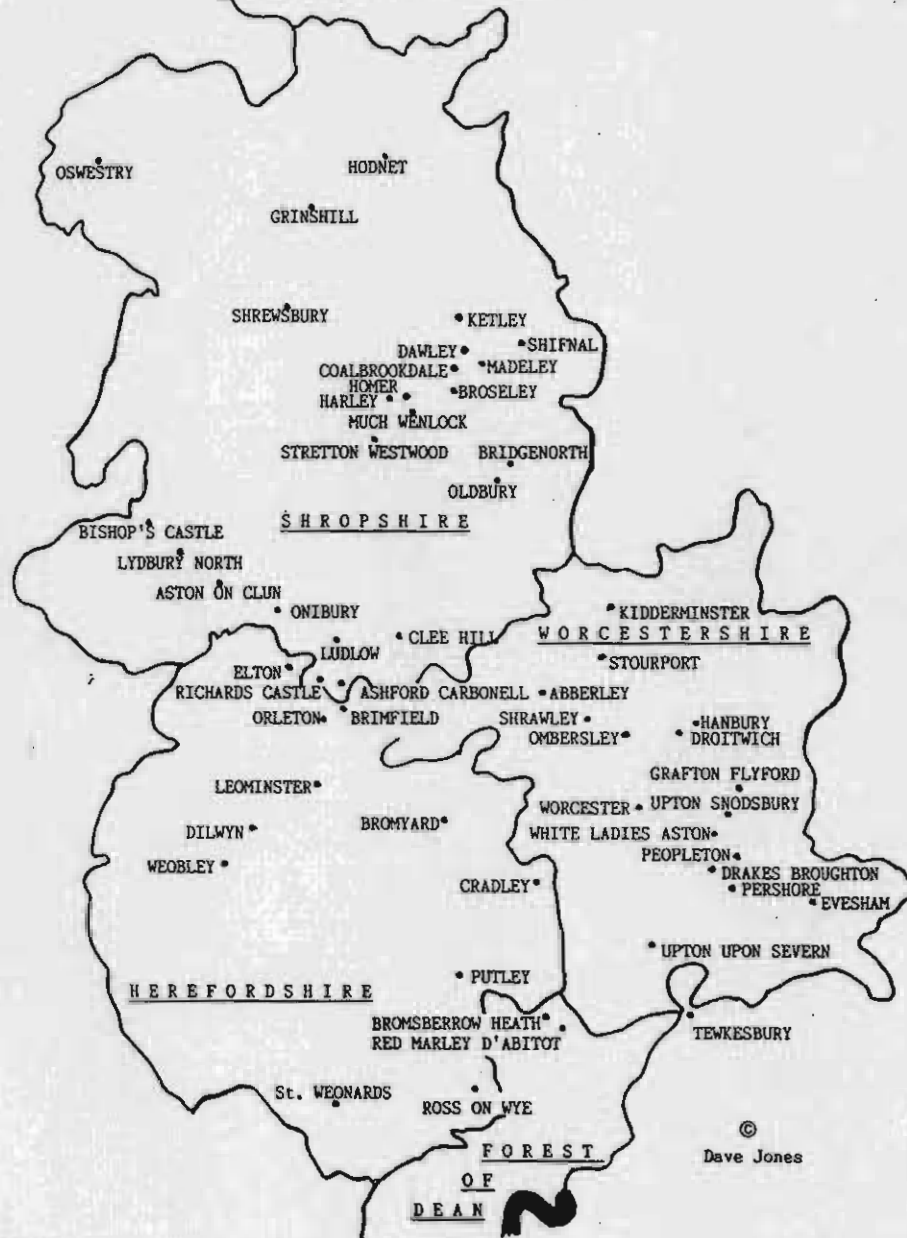 OSWESTRY
HODNET
GRINSHILL
SHREWSBURY
KETLEY
SHIFNAL
DAWLEY
MADELEY
COALBROOKDALE
HOMER
BROSELEY
HARLEY
MUCH WENLOCK
STRETTON WESTWOOD
BRIDGENORTH
OLDBURY
SHROPSHIRE
BISHOP'S CASTLE
LYDBURY NORTH
ASTON ON CLUN
ONIBURY
KIDDERMINSTER
CLEE HILL
WORCESTERSHIRE
LUDLOW
STOURPORT
ELTON
RICHARDS CASTLE
ASHFORD CARBONELL
ABBERLEY
ORLETON
BRIMFIELD
SHRAWLEY
HANBURY
OMBERSLEY
DROITWICH
GRAFTON FLYFORD
LEOMINSTER
WORCESTER
UPTON SNODSBURY
BROMYARD
DILWYN
WHITE LADIES ASTON
PEOPLETON
WEOBLEY
DRAKES BROUGHTON
CRADLEY
PERSHORE
EVESHAM
UPTON UPON SEVERN
PUTLEY
HEREFORDSHIRE
BROMSBERROW HEATH
RED MARLEY D'ABITOT
TEWKESBURY
St. WEONARDS
ROSS ON WYE
FOREST
OF
DEAN
©
Dave Jones